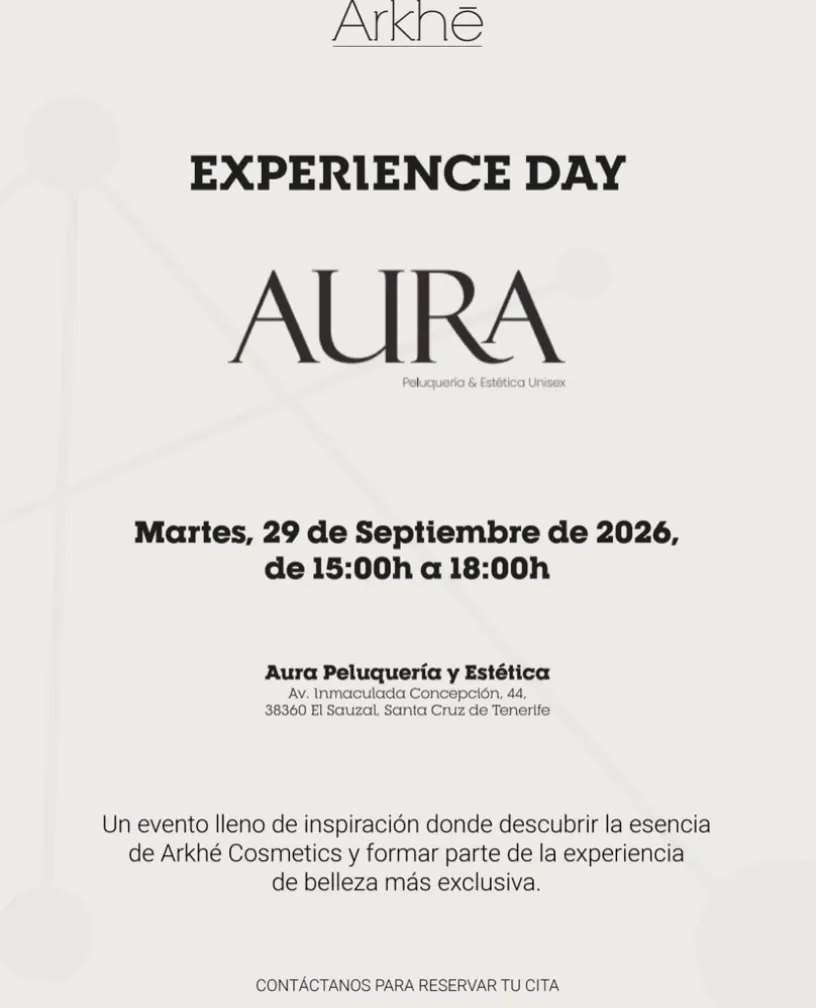 Arkhē
EXPERIENCE DAY
AURA
Peluquería & Estética Unisex
Martes, 29 de Septiembre de 2026,
de 15:00h a 18:00h
Aura Peluquería y Estética
Av. Inmaculada Concepción, 44,
38360 El Sauzal, Santa Cruz de Tenerife
Un evento lleno de inspiración donde descubrir la esencia
de Arkhé Cosmetics y formar parte de la experiencia
de belleza más exclusiva.
CONTÁCTANOS PARA RESERVAR TU CITA